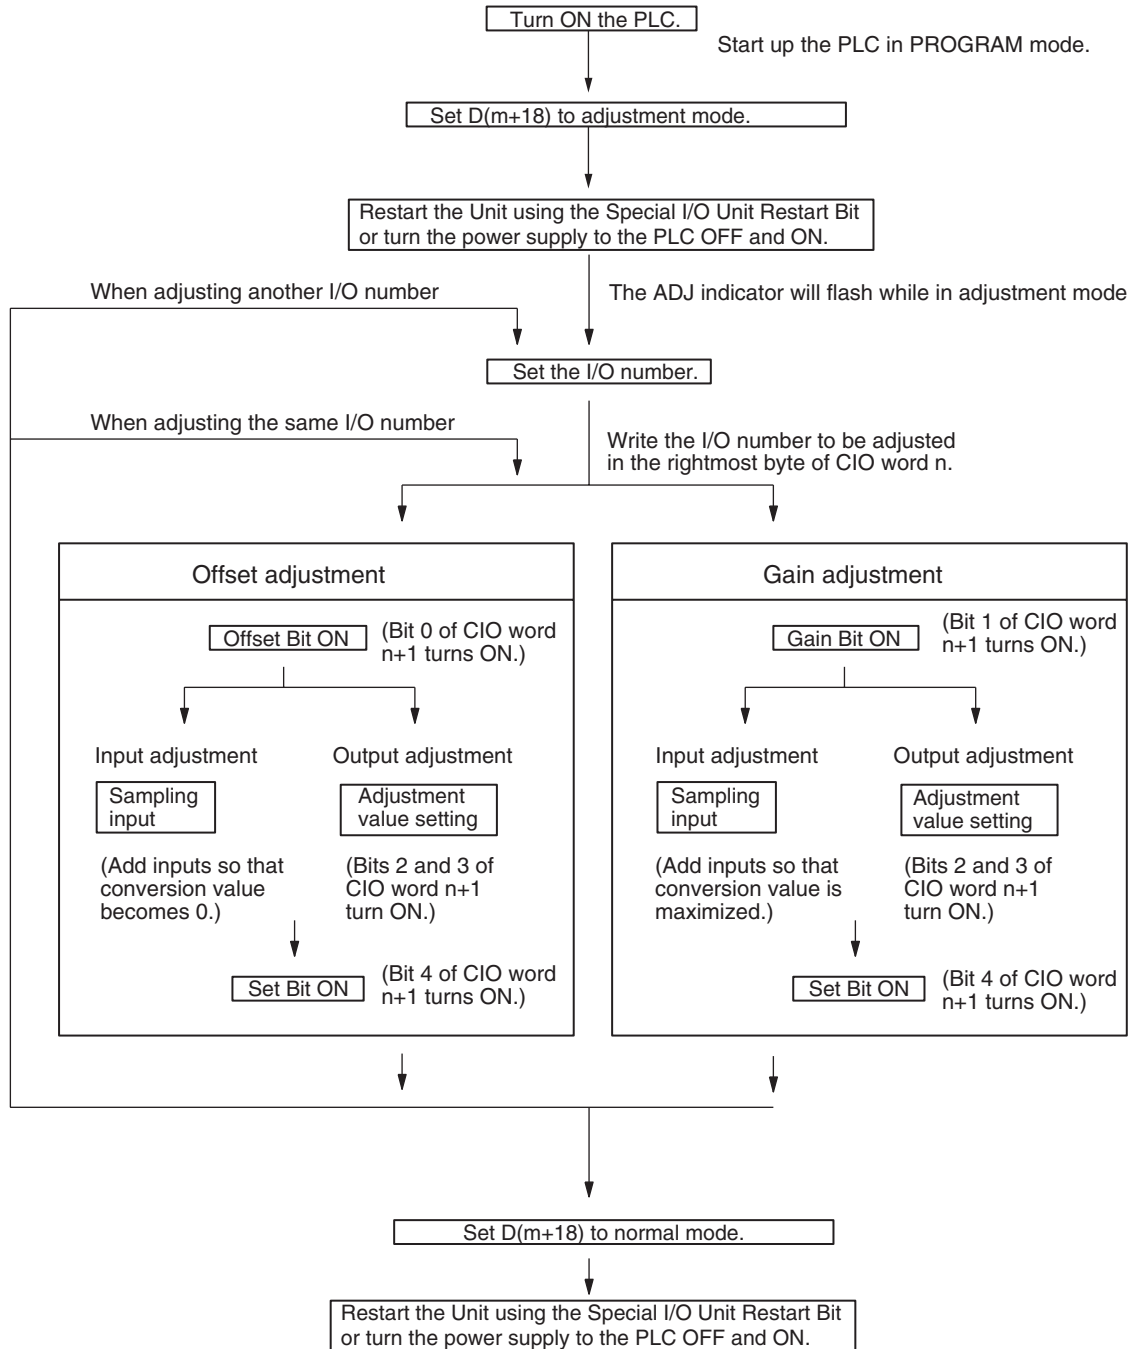 Turn ON the PLC.
Start up the PLC in PROGRAM mode.
Set D(m+18) to adjustment mode.
Restart the Unit using the Special I/O Unit Restart Bit
or turn the power supply to the PLC OFF and ON.
When adjusting another I/O number
The ADJ indicator will flash while in adjustment mode
Set the I/O number.
When adjusting the same I/O number
Write the I/O number to be adjusted
in the rightmost byte of CIO word n.
Offset adjustment
Offset Bit ON
(Bit 0 of CIO word
n+1 turns ON.)
Input adjustment
Output adjustment
Sampling
input
Adjustment
value setting
(Add inputs so that
conversion value
becomes 0.)
(Bits 2 and 3 of
CIO word n+1
turn ON.)
Set Bit ON
(Bit 4 of CIO word
n+1 turns ON.)
Gain adjustment
Gain Bit ON
(Bit 1 of CIO word
n+1 turns ON.)
Input adjustment
Output adjustment
Sampling
input
Adjustment
value setting
(Add inputs so that
conversion value is
maximized.)
(Bits 2 and 3 of
CIO word n+1
turn ON.)
Set Bit ON
(Bit 4 of CIO word
n+1 turns ON.)
Set D(m+18) to normal mode.
Restart the Unit using the Special I/O Unit Restart Bit
or turn the power supply to the PLC OFF and ON.